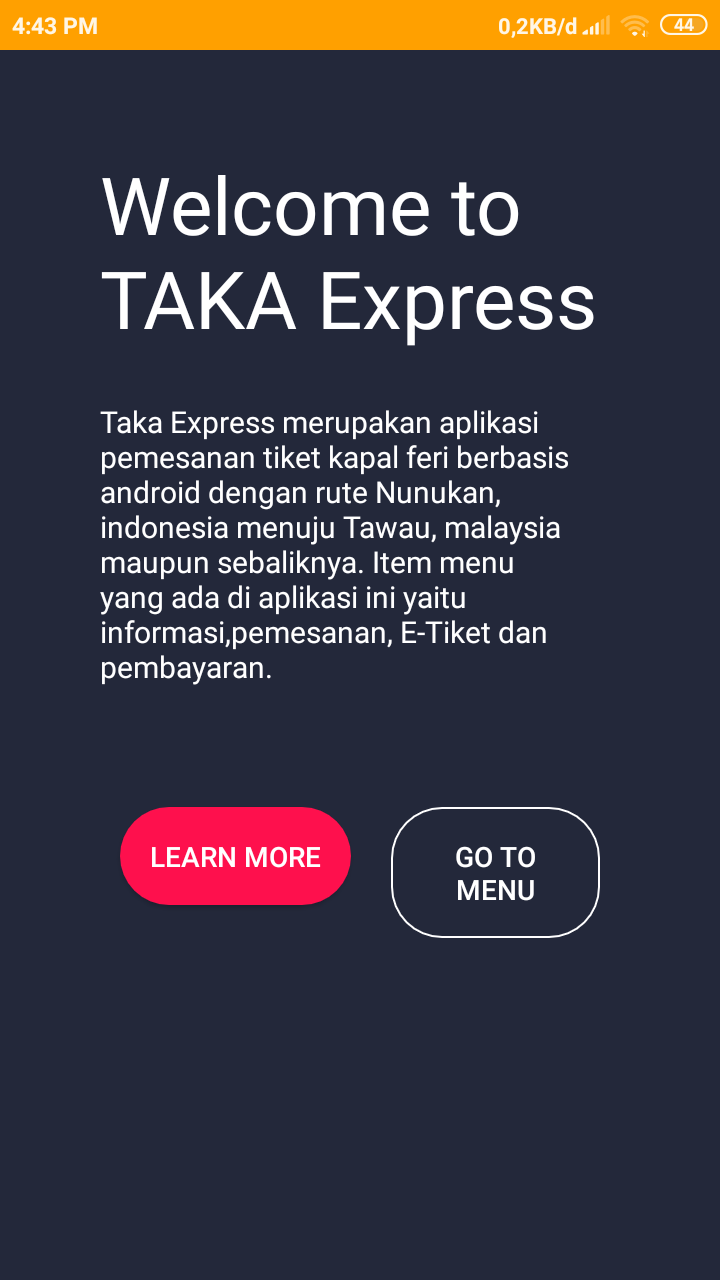 4:43 PM 0,2KB/d 44
Welcome to
TAKA Express
Taka Express merupakan aplikasi
pemesanan tiket kapal feri berbasis
android dengan rute Nunukan,
indonesia menuju Tawau, malaysia
maupun sebaliknya. Item menu
yang ada di aplikasi ini yaitu
informasi,pemesanan, E-Tiket dan
pembayaran.
LEARN MORE
GO TO
MENU